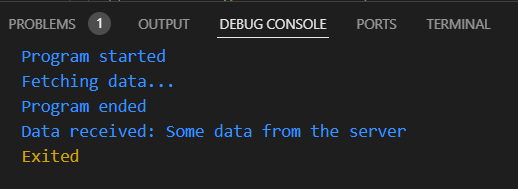 PROBLEMS 1 OUTPUT DEBUG CONSOLE PORTS TERMINAL
Program started
Fetching data...
Program ended
Data received: Some data from the server
Exited